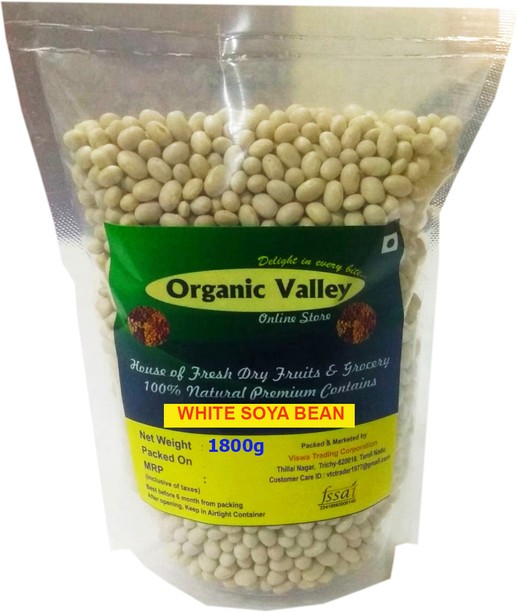 Delight in every bite...
Organic Valley
Online Store
House of Fresh Dry Fruits & Grocery
100% Natural Premium Contains
WHITE SOYA BEAN
Net Weight : 1800g
Packed On
MRP :
(inclusive of taxes)
Best before 6 month from packing
After opening, Keep in Airtight Container
Packed & Marketed by
Viswa Trading Corporation
Thillai Nagar, Trichy-620018, Tamil Nadu
Customer Care ID : vtctrader1977@gmail.com
fssai